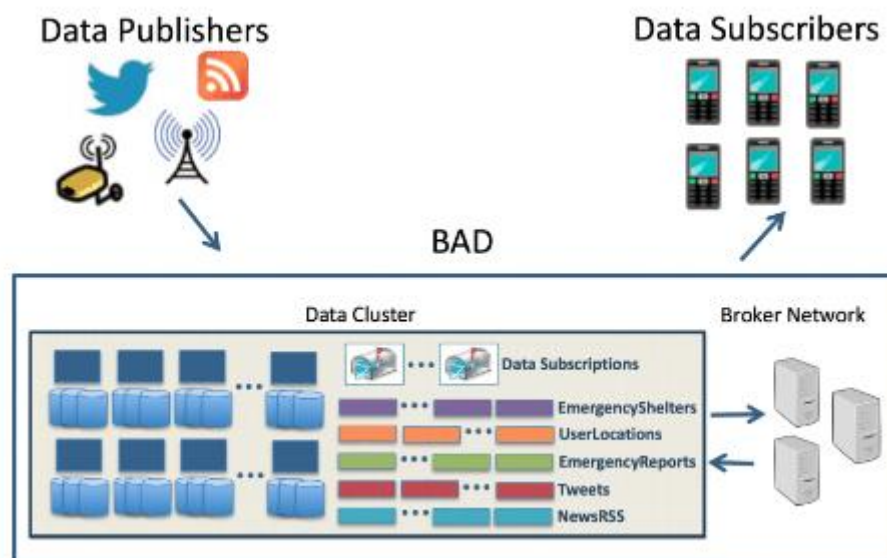 Data Publishers
Data Subscribers
BAD
Data Cluster
Broker Network
Data Subscriptions
EmergencyShelters
UserLocations
EmergencyReports
Tweets
NewsRSS